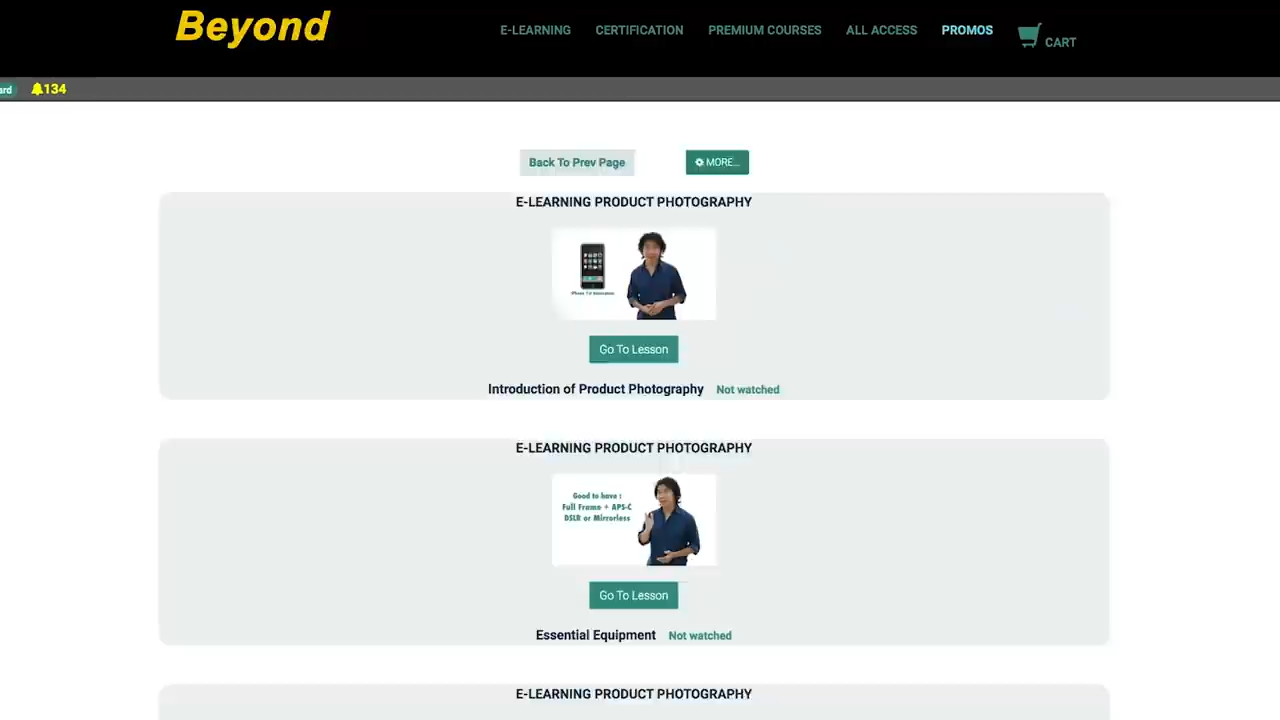 Beyond
E-LEARNING CERTIFICATION PREMIUM COURSES ALL ACCESS PROMOS CART
ard 134
Back To Prev Page MORE...
E-LEARNING PRODUCT PHOTOGRAPHY
Go To Lesson
Introduction of Product Photography Not watched
E-LEARNING PRODUCT PHOTOGRAPHY
Good to have :
Full Frame + APS-C
DSLR or Mirrorless
Go To Lesson
Essential Equipment Not watched
E-LEARNING PRODUCT PHOTOGRAPHY